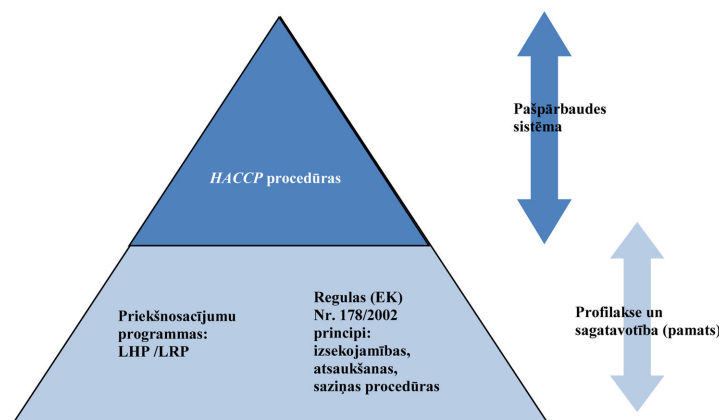 Pašpārbaudes
sistēma
HACCP procedūras
Priekšnosacījumu
programmas:
LHP /LRP
Regulas (EK)
Nr. 178/2002
principi:
izsekojamības,
atsaukšanas,
saziņas procedūras
Profilakse un
sagatavotība (pamats)